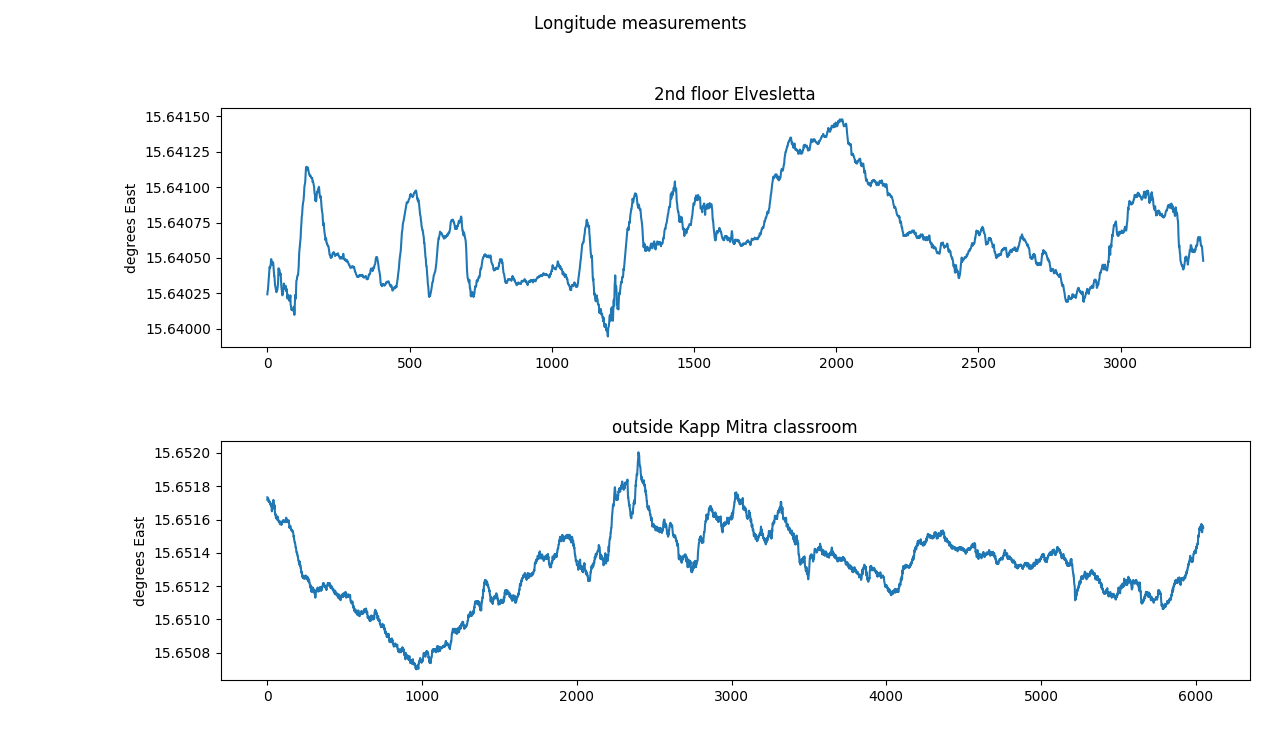 Longitude measurements
2nd floor Elvesletta
degrees East
15.64150
15.64125
15.64100
15.64075
15.64050
15.64025
15.64000
0 500 1000 1500 2000 2500 3000
outside Kapp Mitra classroom
degrees East
15.6520
15.6518
15.6516
15.6514
15.6512
15.6510
15.6508
0 1000 2000 3000 4000 5000 6000